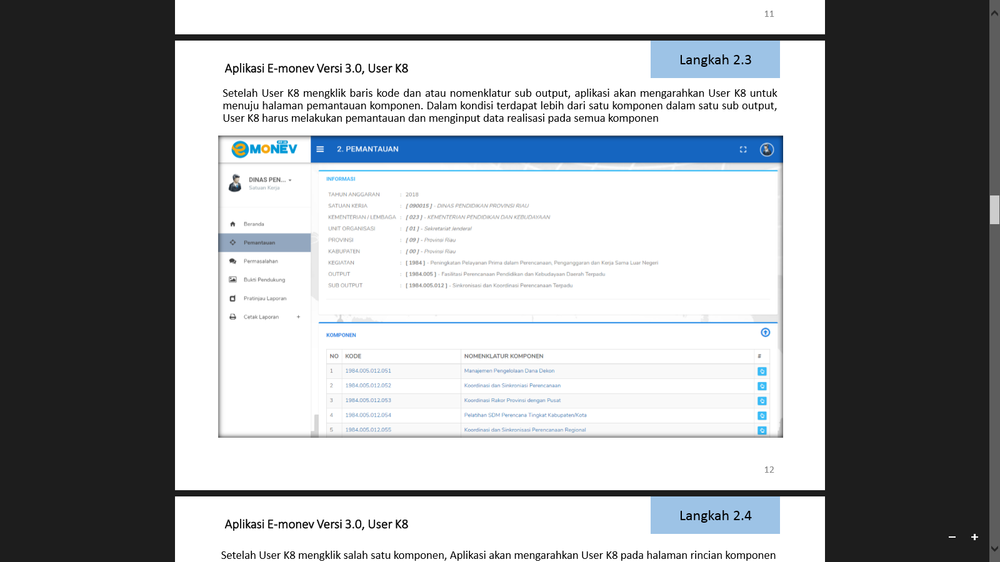 11
Aplikasi E-monev Versi 3.0, User K8
Langkah 2.3
Setelah User K8 mengklik baris kode dan atau nomenklatur sub output, aplikasi akan mengarahkan User K8 untuk
menuju halaman pemantauan komponen. Dalam kondisi terdapat lebih dari satu komponen dalam satu sub output,
User K8 harus melakukan pemantauan dan menginput data realisasi pada semua komponen
eMONEV
2. PEMANTAUAN
DINAS PEN...
Satuan Kerja
Beranda
Pemantauan
Permasalahan
Bukti Pendukung
Pratinjau Laporan
Cetak Laporan +
INFORMASI
TAHUN ANGGARAN : 2018
SATUAN KERJA : [ 090015 ] - DINAS PENDIDIKAN PROVINSI RIAU
KEMENTERIAN / LEMBAGA : [ 023 ] - KEMENTERIAN PENDIDIKAN DAN KEBUDAYAAN
UNIT ORGANISASI : [ 01 ] - Sekretariat Jenderal
PROVINSI : [ 09 ] - Provinsi Riau
KABUPATEN : [ 00 ] - Provinsi Riau
KEGIATAN : [ 1984 ] - Peningkatan Pelayanan Prima dalam Perencanaan, Penganggaran dan Kerja Sama Luar Negeri
OUTPUT : [ 1984.005 ] - Fasilitasi Perencanaan Pendidikan dan Kebudayaan Daerah Terpadu
SUB OUTPUT : [ 1984.005.012 ] - Sinkronisasi dan Koordinasi Perencanaan Terpadu
KOMPONEN
NO KODE NOMENKLATUR KOMPONEN #
1 1984.005.012.051 Manajemen Pengelolaan Dana Dekon
2 1984.005.012.052 Koordinasi dan Sinkroniasi Perencanaan
3 1984.005.012.053 Koordinasi Rakor Provinsi dengan Pusat
4 1984.005.012.054 Pelatihan SDM Perencana Tingkat Kabupaten/Kota
5 1984.005.012.055 Koordinasi dan Sinkronisasi Perencanaan Regional
12
Aplikasi E-monev Versi 3.0, User K8
Langkah 2.4
Setelah User K8 mengklik salah satu komponen, Aplikasi akan mengarahkan User K8 pada halaman rincian komponen